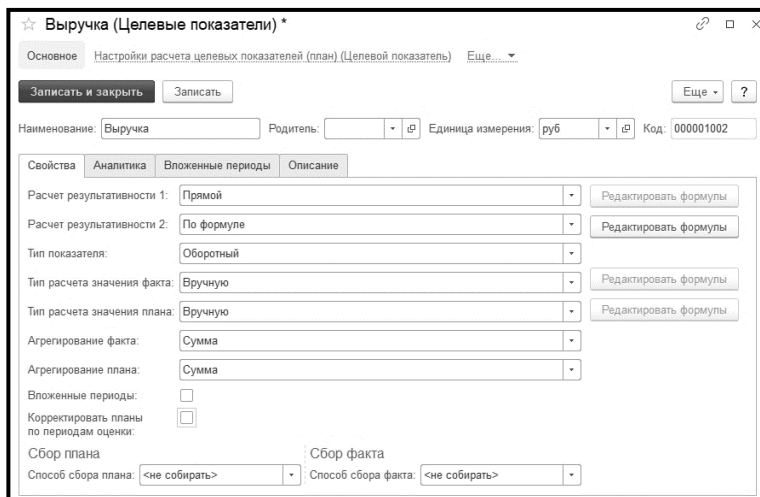 Выручка (Целевые показатели) *
Основное Настройки расчета целевых показателей (план) (Целевой показатель) Еще...
Записать и закрыть Записать Еще ?
Наименование: Выручка Родитель: Единица измерения: руб Код: 000001002
Свойства Аналитика Вложенные периоды Описание
Расчет результативности 1: Прямой Редактировать формулы
Расчет результативности 2: По формуле Редактировать формулы
Тип показателя: Оборотный
Тип расчета значения факта: Вручную Редактировать формулы
Тип расчета значения плана: Вручную Редактировать формулы
Агрегирование факта: Сумма
Агрегирование плана: Сумма
Вложенные периоды:
Корректировать планы
по периодам оценки:
Сбор плана Сбор факта
Способ сбора плана: <не собирать> Способ сбора факта: <не собирать>